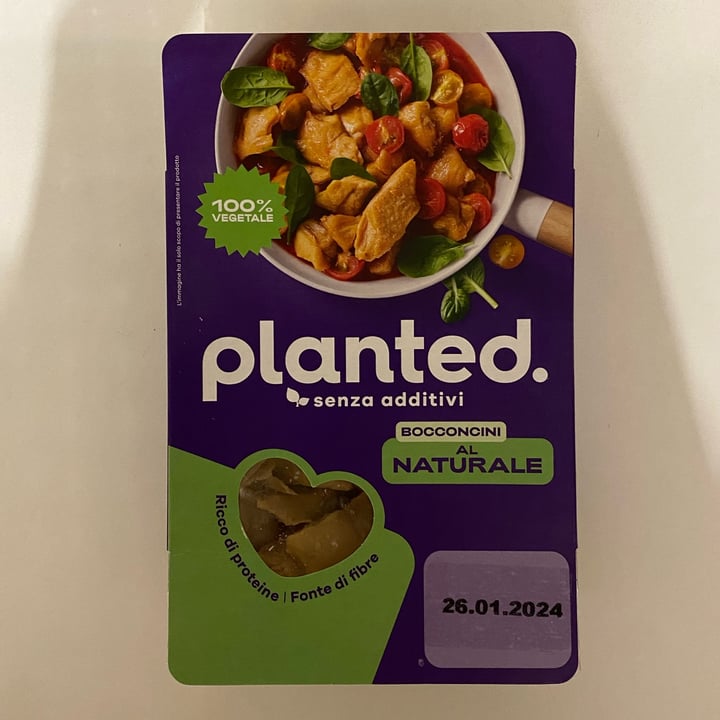 L'immagine ha il solo scopo di presentare il prodotto
100%
VEGETALE
planted.
senza additivi
BOCCONCINI
AL
NATURALE
Ricco di proteine | Fonte di fibre
26.01.2024